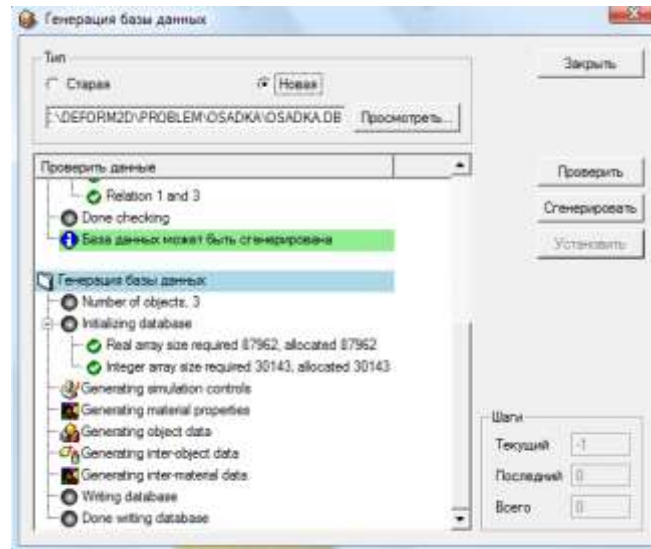 Генерация базы данных
Тип
Старая
Новая
:\DEFORM2D\PROBLEM\OSADKA\OSADKA.DB
Просмотреть...
Закрыть
Проверить данные
Relation 1 and 3
Done checking
База данных может быть сгенерирована
Генерация базы данных
Number of objects, 3
Initializing database
Real array size required 87962, allocated 87962
Integer array size required 30143, allocated 30143
Generating simulation controls
Generating material properties
Generating object data
Generating inter-object data
Generating inter-material data
Writing database
Done writing database
Проверить
Сгенерировать
Установить
Шаги
Текущий -1
Последний 0
Всего 0